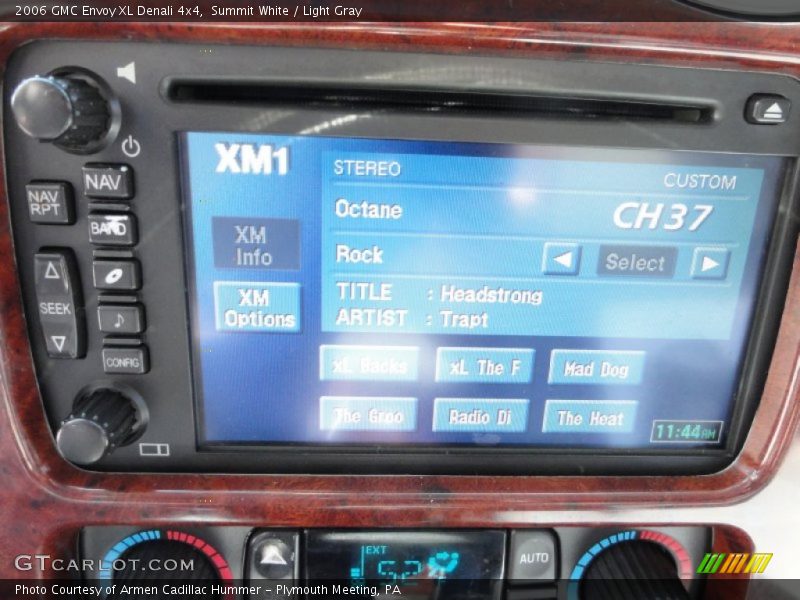 2006 GMC Envoy XL Denali 4x4, Summit White / Light Gray
XM1
STEREO
CUSTOM
NAV
NAV RPT
Octane
CH 37
BAND
XM Info
Rock
Select
SEEK
XM Options
TITLE : Headstrong
ARTIST : Trapt
CONFIG
xL Backs
xL The F
Mad Dog
The Groo
Radio Di
The Heat
11:44AM
EXT
AUTO
GTCARLOT.COM
Photo Courtesy of Armen Cadillac Hummer - Plymouth Meeting, PA